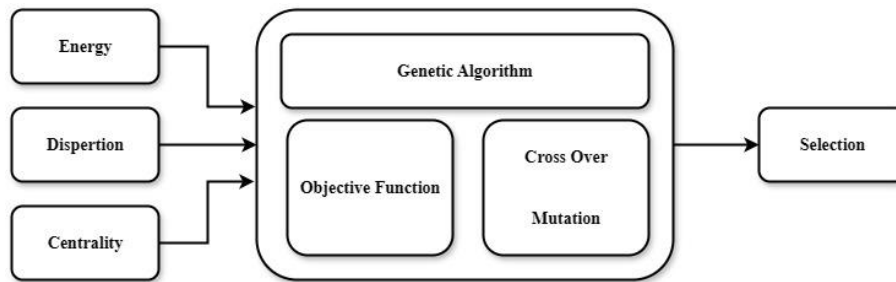 Energy
Dispertion
Centrality
Genetic Algorithm
Objective Function
Cross Over
Mutation
Selection